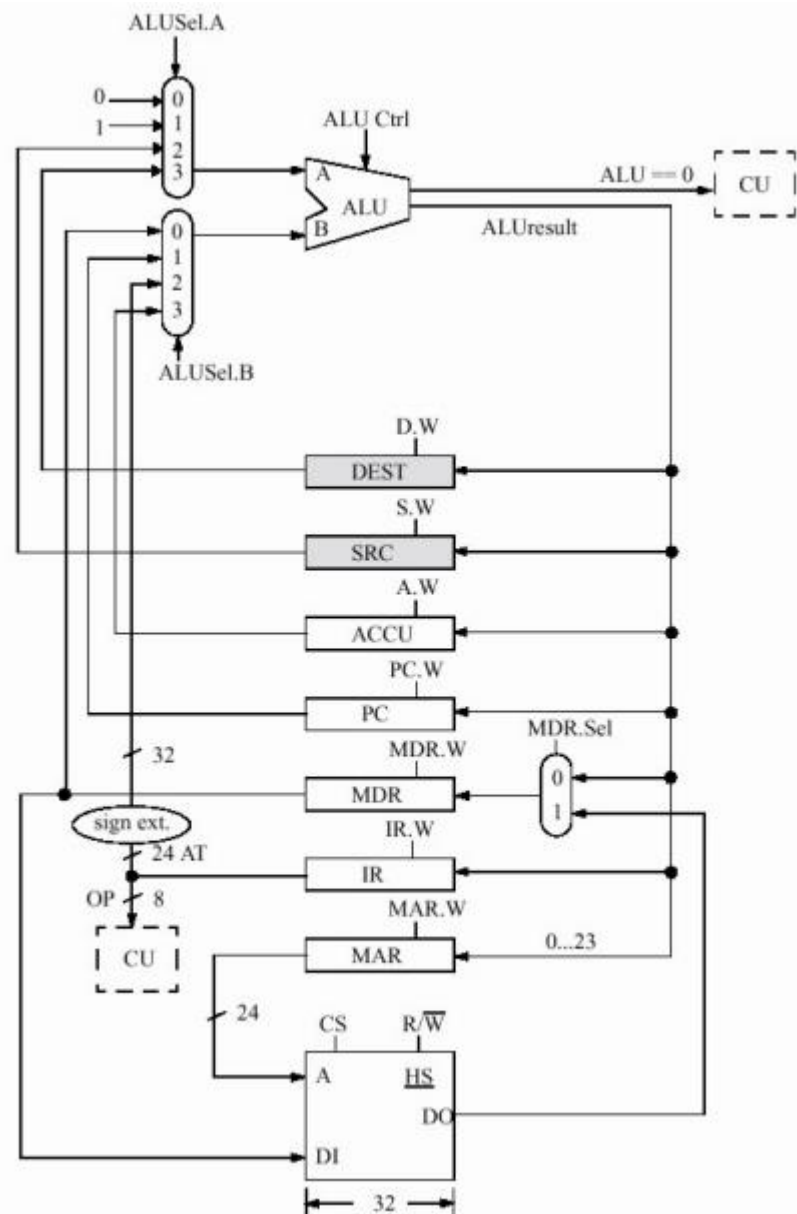 ALUSel.A
0
0
1
1
2
3
ALU Ctrl
A
ALU
B
ALU == 0
CU
ALUresult
0
1
2
3
ALUSel.B
D.W
DEST
S.W
SRC
A.W
ACCU
PC.W
PC
MDR.Sel
32
MDR.W
0
MDR
1
sign ext.
24 AT
IR.W
IR
OP
8
MAR.W
CU
MAR
0...23
24
CS
R/W̅
A
HS
DO
DI
32